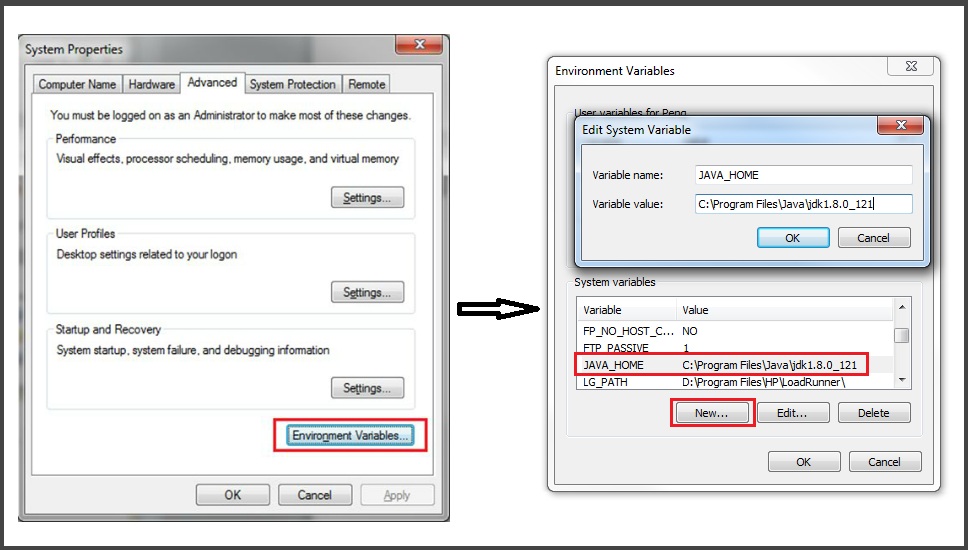 System Properties
Computer Name Hardware Advanced System Protection Remote
You must be logged on as an Administrator to make most of these changes.
Performance
Visual effects, processor scheduling, memory usage, and virtual memory
Settings...
User Profiles
Desktop settings related to your logon
Settings...
Startup and Recovery
System startup, system failure, and debugging information
Settings...
Environment Variables...
OK Cancel Apply
Environment Variables
User variables for Peng
Edit System Variable
Variable name: JAVA_HOME
Variable value: C:\Program Files\Java\jdk1.8.0_121
OK Cancel
System variables
Variable Value
FP_NO_HOST_C... NO
FTP_PASSIVE 1
JAVA_HOME C:\Program Files\Java\jdk1.8.0_121
LG_PATH D:\Program Files\HP\LoadRunner\
New... Edit... Delete
OK Cancel